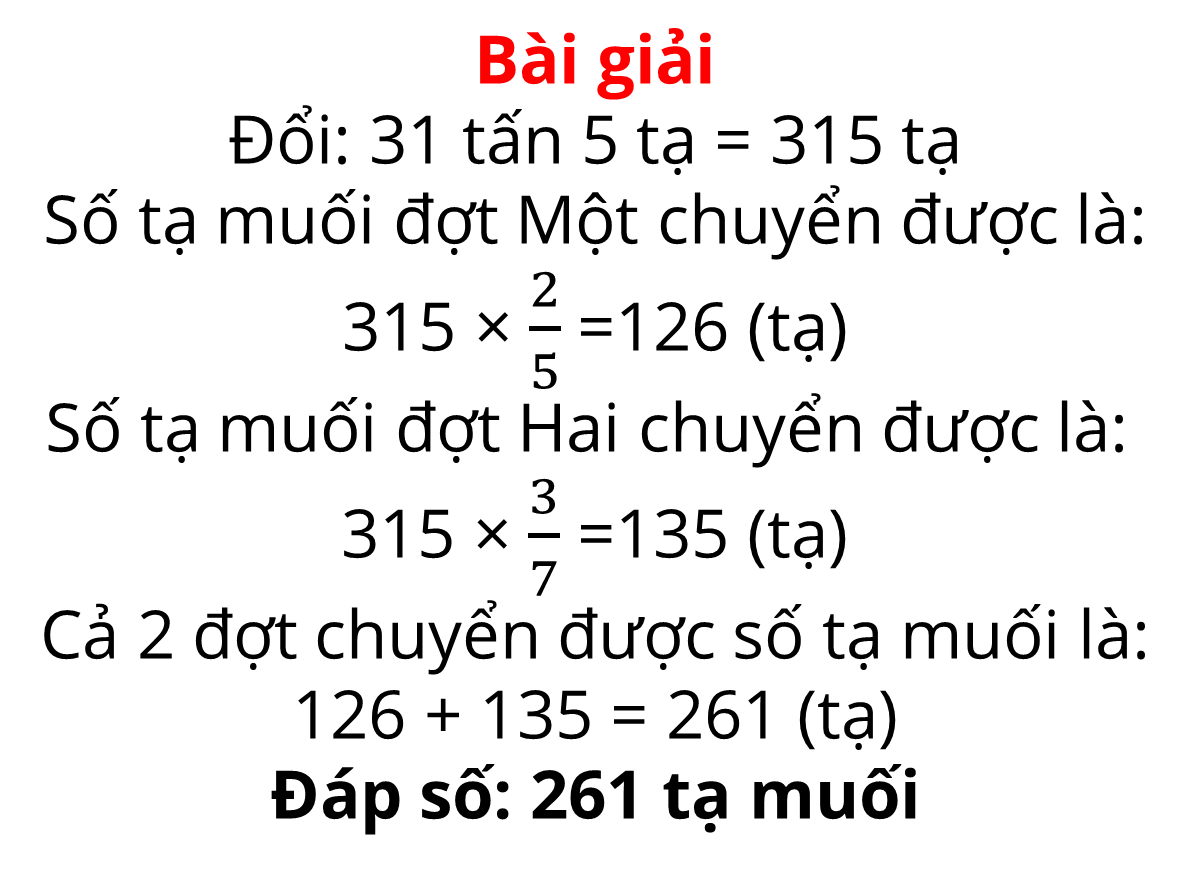 Bài giải
Đổi: 31 tấn 5 tạ = 315 tạ
Số tạ muối đợt Một chuyển được là:
315 × 2/5 =126 (tạ)
Số tạ muối đợt Hai chuyển được là:
315 × 3/7 =135 (tạ)
Cả 2 đợt chuyển được số tạ muối là:
126 + 135 = 261 (tạ)
Đáp số: 261 tạ muối